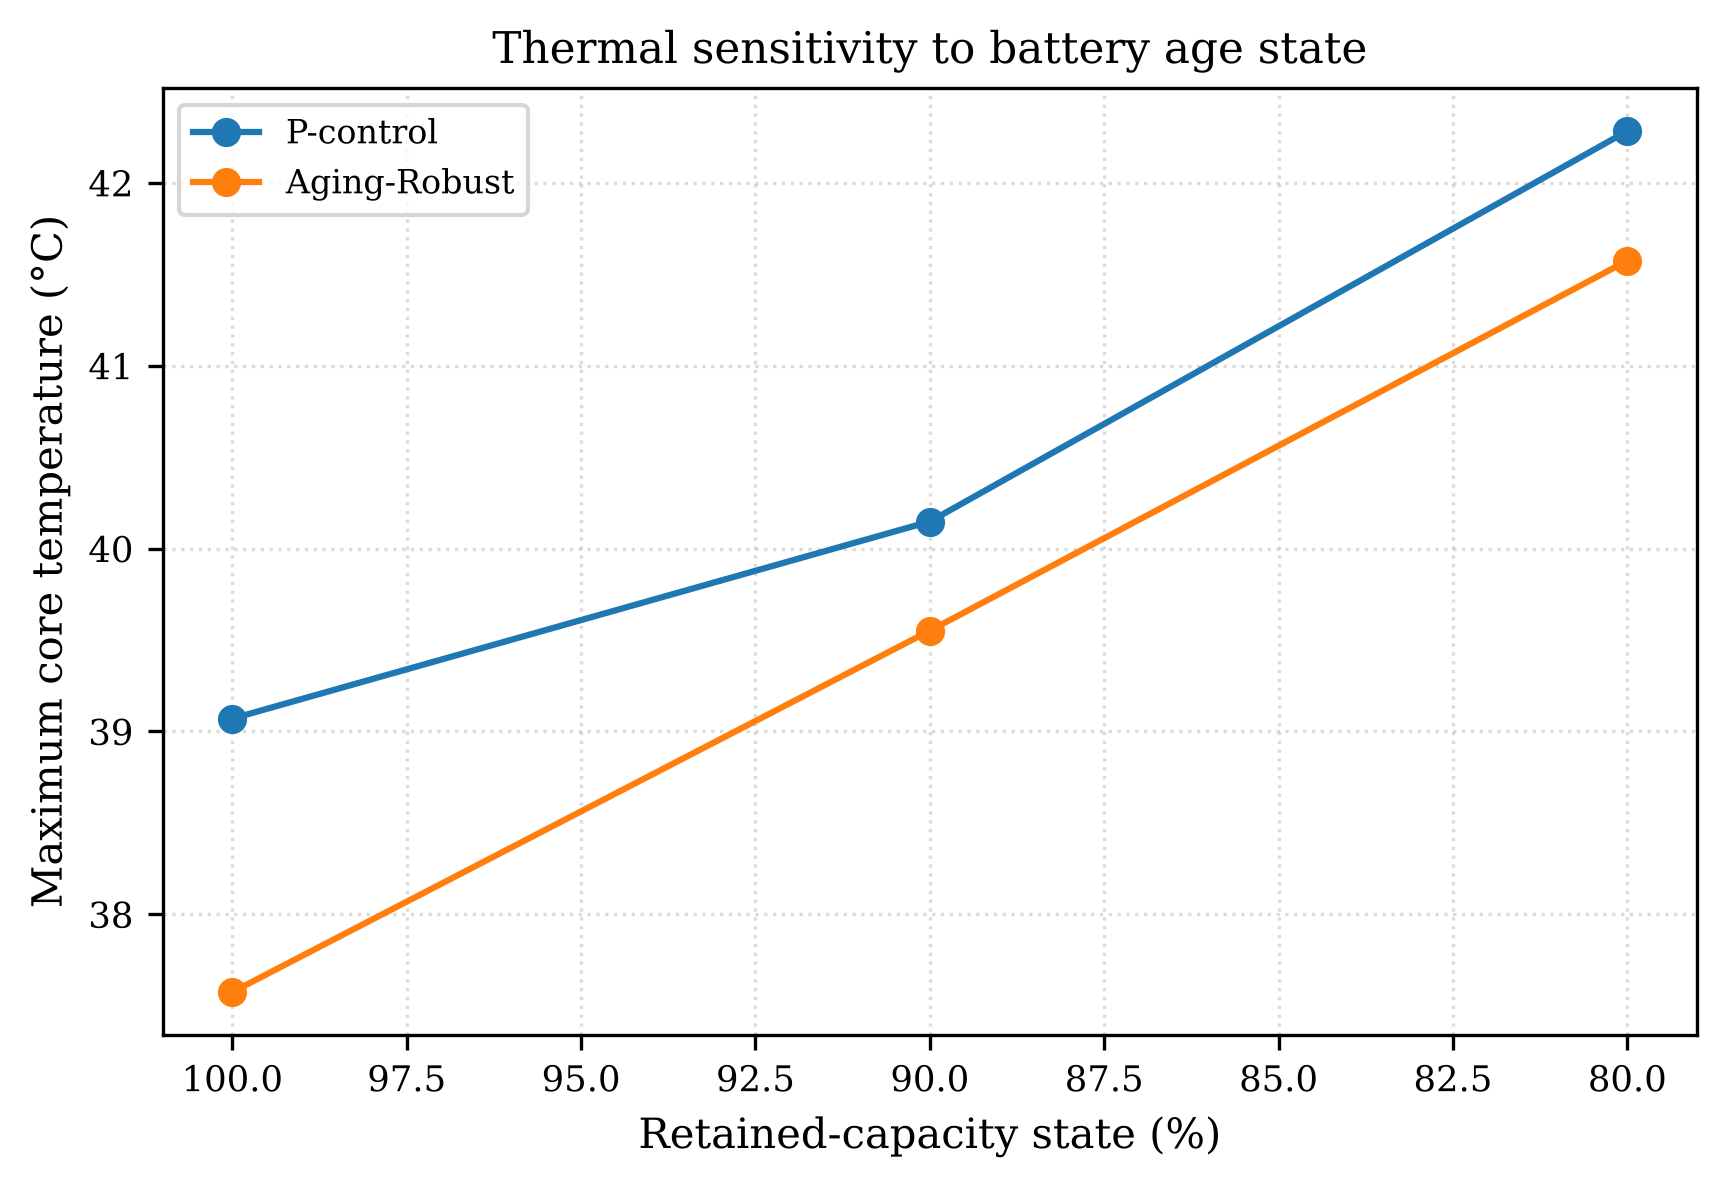 Thermal sensitivity to battery age state
P-control
Aging-Robust
Maximum core temperature (°C)
42
41
40
39
38
100.0 97.5 95.0 92.5 90.0 87.5 85.0 82.5 80.0
Retained-capacity state (%)